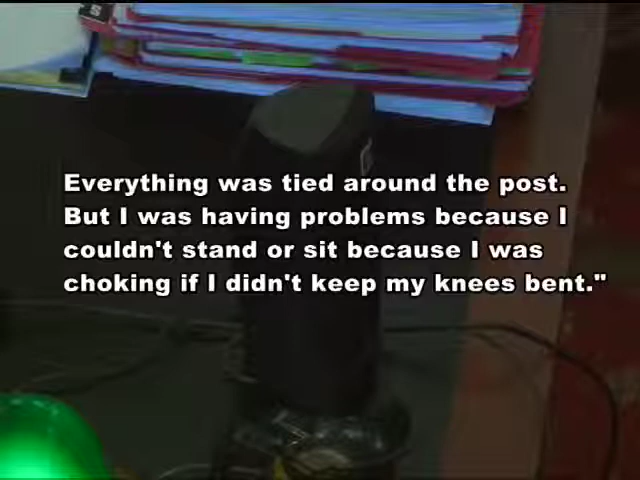 Everything was tied around the post.
But I was having problems because I
couldn't stand or sit because I was
choking if I didn't keep my knees bent."